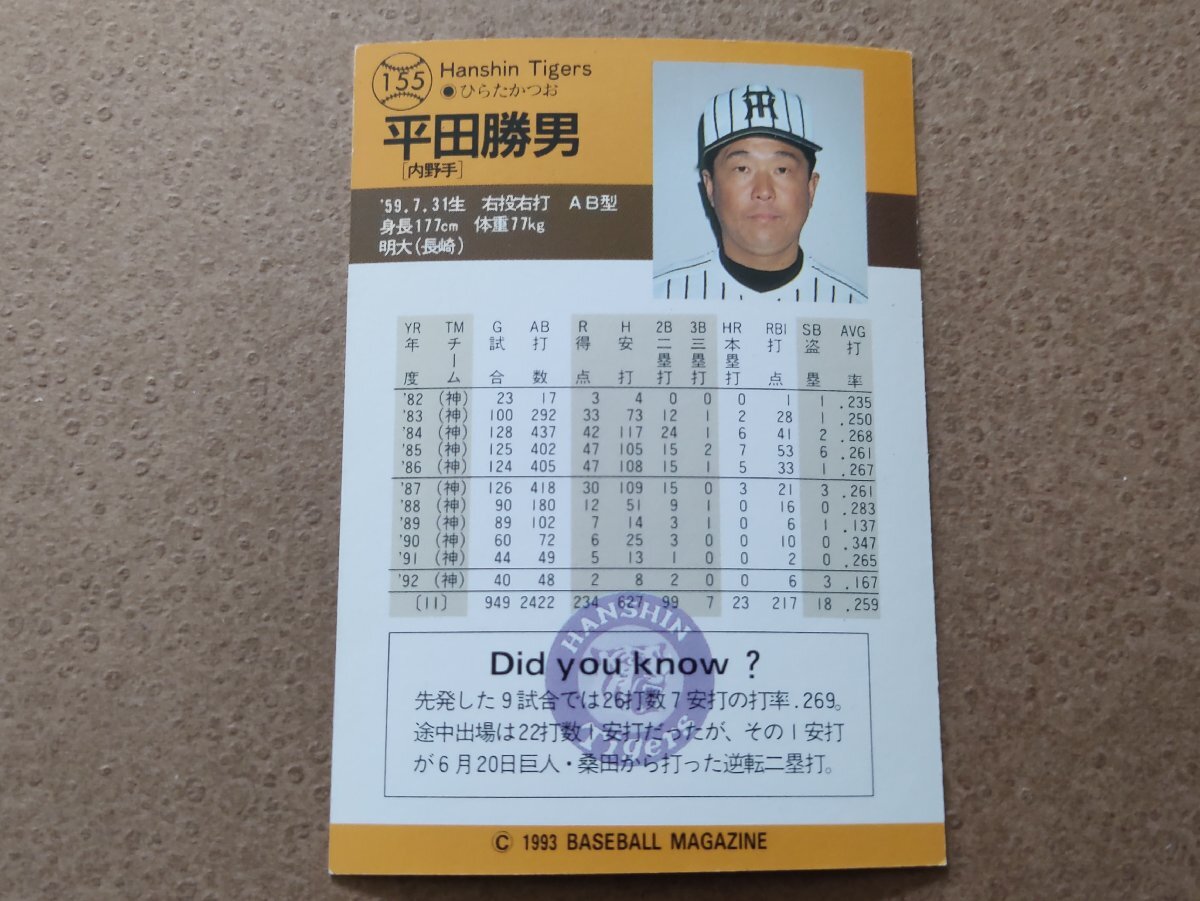 155
Hanshin Tigers
●ひらたかつお
平田勝男
[内野手]
'59.7.31生 右投右打 AB型
身長177cm 体重77kg
明大(長崎)
YR TM G AB R H 2B 3B HR RBI SB AVG
年度 チーム 試合 打数 得点 安打 二塁打 三塁打 本塁打 打点 盗塁 打率
'82 (神) 23 17 3 4 0 0 0 1 1 .235
'83 (神) 100 292 33 73 12 1 2 28 1 .250
'84 (神) 128 437 42 117 24 1 6 41 2 .268
'85 (神) 125 402 47 105 15 2 7 53 6 .261
'86 (神) 124 405 47 108 15 1 5 33 1 .267
'87 (神) 126 418 30 109 15 0 3 21 3 .261
'88 (神) 90 180 12 51 9 1 0 16 0 .283
'89 (神) 89 102 7 14 3 1 0 6 1 .137
'90 (神) 60 72 6 25 3 0 0 10 0 .347
'91 (神) 44 49 5 13 1 0 0 2 0 .265
'92 (神) 40 48 2 8 2 0 0 6 3 .167
[11] 949 2422 234 627 99 7 23 217 18 .259
HANSHIN
Tigers
Did you know ?
先発した9試合では26打数7安打の打率.269。
途中出場は22打数1安打だったが、その1安打
が6月20日巨人・桑田から打った逆転二塁打。
© 1993 BASEBALL MAGAZINE